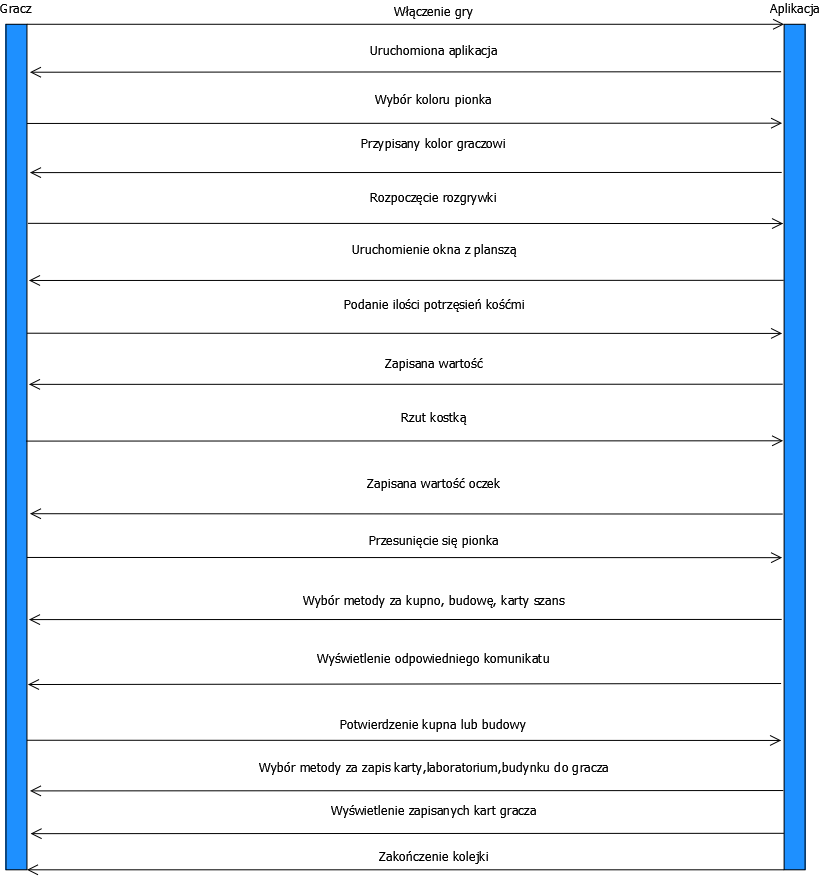 Gracz
Aplikacja
Włączenie gry
Uruchomiona aplikacja
Wybór koloru pionka
Przypisany kolor graczowi
Rozpoczęcie rozgrywki
Uruchomienie okna z planszą
Podanie ilości potrzęsień kośćmi
Zapisana wartość
Rzut kostką
Zapisana wartość oczek
Przesunięcie się pionka
Wybór metody za kupno, budowę, karty szans
Wyświetlenie odpowiedniego komunikatu
Potwierdzenie kupna lub budowy
Wybór metody za zapis karty,laboratorium,budynku do gracza
Wyświetlenie zapisanych kart gracza
Zakończenie kolejki